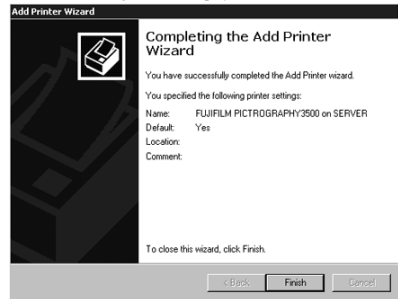 Add Printer Wizard
Completing the Add Printer
Wizard
You have successfully completed the Add Printer wizard.
You specified the following printer settings:
Name: FUJIFILM PICTROGRAPHY3500 on SERVER
Default: Yes
Location:
Comment:
To close this wizard, click Finish.
< Back Finish Cancel